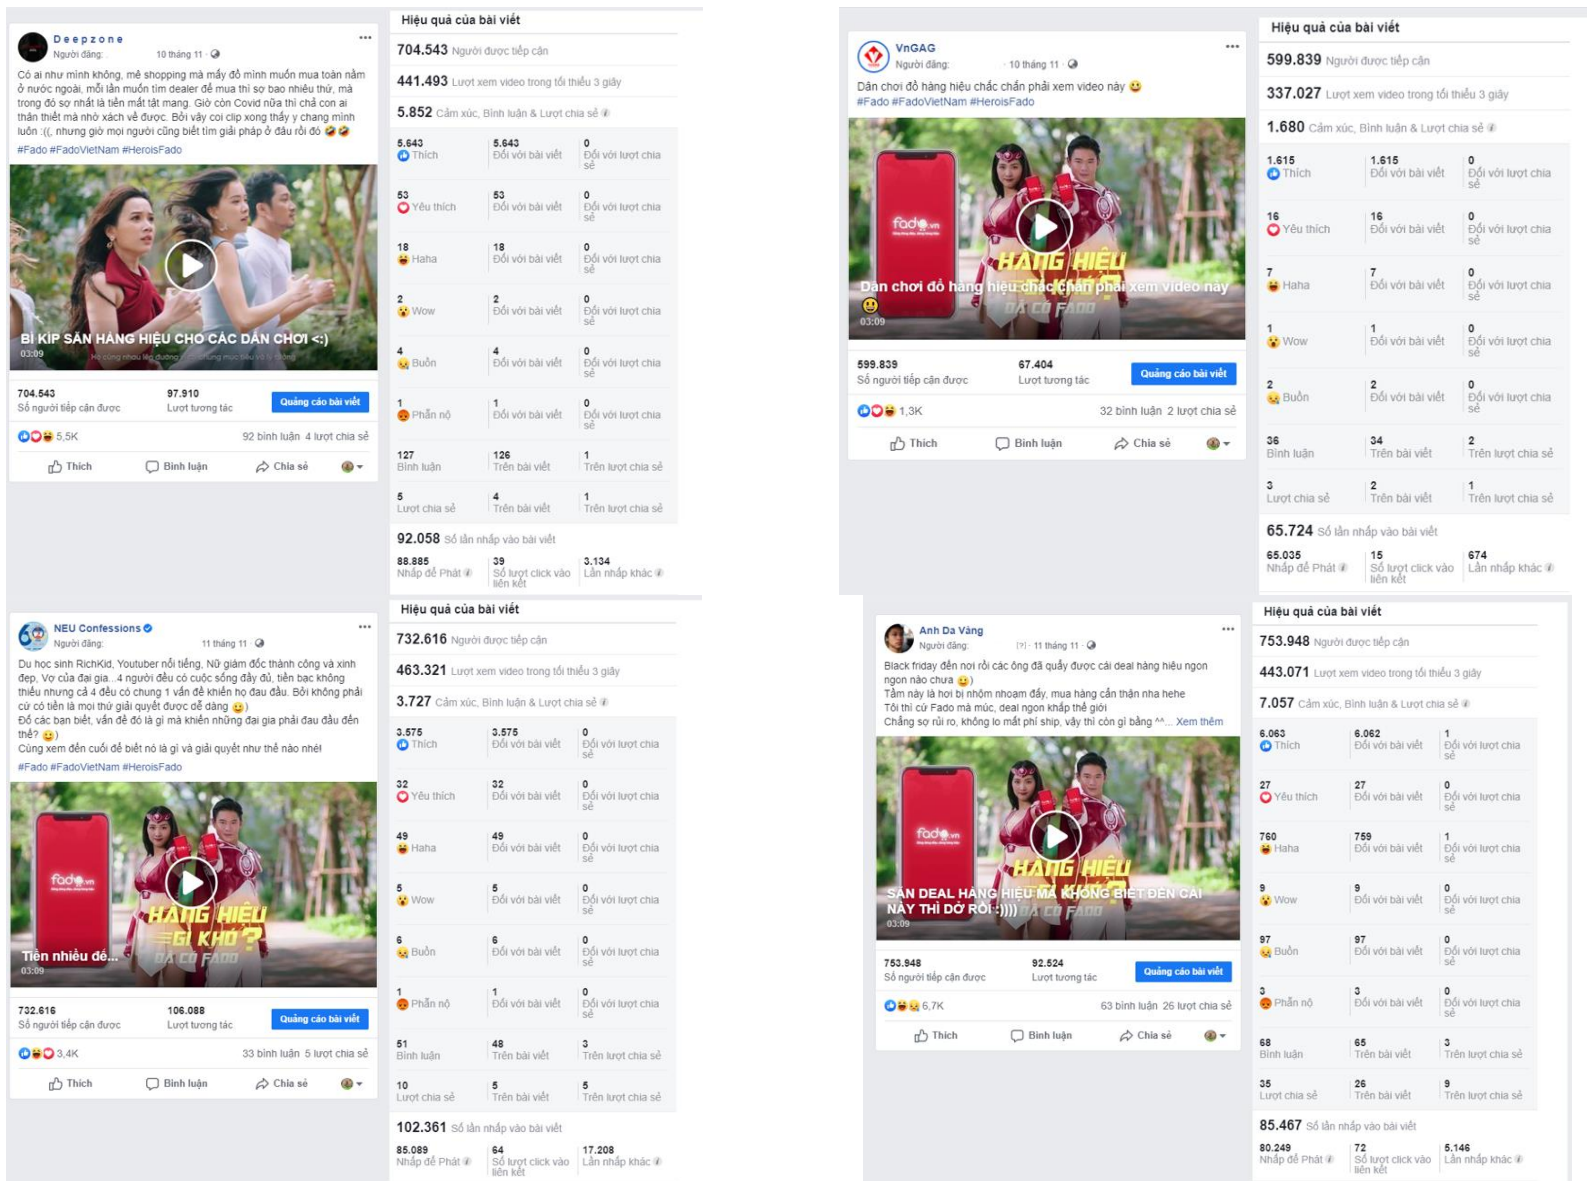 Deepzone
Người đăng:
10 tháng 11 ·
Có ai như mình không, mê shopping mà mấy đồ mình muốn mua toàn nằm
ở nước ngoài, mỗi lần muốn tìm dealer để mua thì sợ bao nhiêu thứ, mà
trong đó sợ nhất là tiền mất tật mang. Giờ còn Covid nữa thì chả con ai
thân thiết mà nhờ xách về được. Bởi vậy coi clip xong thấy y chang mình
luôn :((, nhưng giờ mọi người cũng biết tìm giải pháp ở đâu rồi đó 🤣🤣
#Fado #FadoVietNam #HeroisFado
BÍ KÍP SĂN HÀNG HIỆU CHO CÁC DÂN CHƠI <:)
03:09
704.543
Số người tiếp cận được
97.910
Lượt tương tác
Quảng cáo bài viết
5,5K
92 bình luận 4 lượt chia sẻ
Thích
Bình luận
Chia sẻ
Hiệu quả của bài viết
704.543 Người được tiếp cận
441.493 Lượt xem video trong tối thiểu 3 giây
5.852 Cảm xúc, Bình luận & Lượt chia sẻ
5.643 5.643 0
Thích Đối với bài viết Đối với lượt chia sẻ
53 53 0
Yêu thích Đối với bài viết Đối với lượt chia sẻ
18 18 0
Haha Đối với bài viết Đối với lượt chia sẻ
2 2 0
Wow Đối với bài viết Đối với lượt chia sẻ
4 4 0
Buồn Đối với bài viết Đối với lượt chia sẻ
1 1 0
Phẫn nộ Đối với bài viết Đối với lượt chia sẻ
127 126 1
Bình luận Trên bài viết Trên lượt chia sẻ
5 4 1
Lượt chia sẻ Trên bài viết Trên lượt chia sẻ
92.058 Số lần nhấp vào bài viết
88.885 39 3.134
Nhấp để Phát Số lượt click vào liên kết Lần nhấp khác
VnGAG
Người đăng:
· 10 tháng 11 ·
Dân chơi đồ hàng hiệu chắc chắn phải xem video này 😃
#Fado #FadoVietNam #HeroisFado
fado.vn
HÀNG HIỆU
GÌ KHÓ?
ĐÃ CÓ FADO
Dân chơi đồ hàng hiệu chắc chắn phải xem video này
😃
03:09
599.839
Số người tiếp cận được
67.404
Lượt tương tác
Quảng cáo bài viết
1,3K
32 bình luận 2 lượt chia sẻ
Thích
Bình luận
Chia sẻ
Hiệu quả của bài viết
599.839 Người được tiếp cận
337.027 Lượt xem video trong tối thiểu 3 giây
1.680 Cảm xúc, Bình luận & Lượt chia sẻ
1.615 1.615 0
Thích Đối với bài viết Đối với lượt chia sẻ
16 16 0
Yêu thích Đối với bài viết Đối với lượt chia sẻ
7 7 0
Haha Đối với bài viết Đối với lượt chia sẻ
1 1 0
Wow Đối với bài viết Đối với lượt chia sẻ
2 2 0
Buồn Đối với bài viết Đối với lượt chia sẻ
36 34 2
Bình luận Trên bài viết Trên lượt chia sẻ
3 2 1
Lượt chia sẻ Trên bài viết Trên lượt chia sẻ
65.724 Số lần nhấp vào bài viết
65.035 15 674
Nhấp để Phát Số lượt click vào liên kết Lần nhấp khác
NEU Confessions
Người đăng:
11 tháng 11 ·
Du học sinh RichKid, Youtuber nổi tiếng, Nữ giám đốc thành công và xinh
đẹp, Vợ của đại gia...4 người đều có cuộc sống đầy đủ, tiền bạc không
thiếu nhưng cả 4 đều có chung 1 vấn đề khiến họ đau đầu. Bởi không phải
cứ có tiền là mọi thứ giải quyết được dễ dàng :)
Đố các bạn biết, vấn đề đó là gì mà khiến những đại gia phải đau đầu đến
thế? :)
Cùng xem đến cuối để biết nó là gì và giải quyết như thế nào nhé!
#Fado #FadoVietNam #HeroisFado
fado.vn
HÀNG HIỆU
GÌ KHÓ?
ĐÃ CÓ FADO
Tiền nhiều để...
03:09
732.616
Số người tiếp cận được
106.088
Lượt tương tác
Quảng cáo bài viết
3,4K
33 bình luận 5 lượt chia sẻ
Thích
Bình luận
Chia sẻ
Hiệu quả của bài viết
732.616 Người được tiếp cận
463.321 Lượt xem video trong tối thiểu 3 giây
3.727 Cảm xúc, Bình luận & Lượt chia sẻ
3.575 3.575 0
Thích Đối với bài viết Đối với lượt chia sẻ
32 32 0
Yêu thích Đối với bài viết Đối với lượt chia sẻ
49 49 0
Haha Đối với bài viết Đối với lượt chia sẻ
5 5 0
Wow Đối với bài viết Đối với lượt chia sẻ
6 6 0
Buồn Đối với bài viết Đối với lượt chia sẻ
1 1 0
Phẫn nộ Đối với bài viết Đối với lượt chia sẻ
51 48 3
Bình luận Trên bài viết Trên lượt chia sẻ
10 5 5
Lượt chia sẻ Trên bài viết Trên lượt chia sẻ
102.361 Số lần nhấp vào bài viết
85.089 64 17.208
Nhấp để Phát Số lượt click vào liên kết Lần nhấp khác
Anh Da Vàng
Người đăng:
[?] · 11 tháng 11 ·
Black friday đến nơi rồi các ông đã quẩy được cái deal hàng hiệu ngon
ngon nào chưa :)
Tầm này là hơi bị nhộm nhoạm đấy, mua hàng cẩn thận nha hehe
Tội thì cứ Fado mà múc, deal ngon khắp thế giới
Chẳng sợ rủi ro, không lo mất phí ship, vậy thì còn gì bằng ^^... Xem thêm
fado.vn
HÀNG HIỆU
ĐÃ CÓ FADO
SĂN DEAL HÀNG HIỆU MÀ KHÔNG BIẾT ĐẾN CÁI
NÀY THÌ DỞ RỒI :))))
03:09
753.948
Số người tiếp cận được
92.524
Lượt tương tác
Quảng cáo bài viết
6,7K
63 bình luận 26 lượt chia sẻ
Thích
Bình luận
Chia sẻ
Hiệu quả của bài viết
753.948 Người được tiếp cận
443.071 Lượt xem video trong tối thiểu 3 giây
7.057 Cảm xúc, Bình luận & Lượt chia sẻ
6.063 6.062 1
Thích Đối với bài viết Đối với lượt chia sẻ
27 27 0
Yêu thích Đối với bài viết Đối với lượt chia sẻ
760 759 1
Haha Đối với bài viết Đối với lượt chia sẻ
9 9 0
Wow Đối với bài viết Đối với lượt chia sẻ
97 97 0
Buồn Đối với bài viết Đối với lượt chia sẻ
3 3 0
Phẫn nộ Đối với bài viết Đối với lượt chia sẻ
68 65 3
Bình luận Trên bài viết Trên lượt chia sẻ
35 26 9
Lượt chia sẻ Trên bài viết Trên lượt chia sẻ
85.467 Số lần nhấp vào bài viết
80.249 72 5.146
Nhấp để Phát Số lượt click vào liên kết Lần nhấp khác